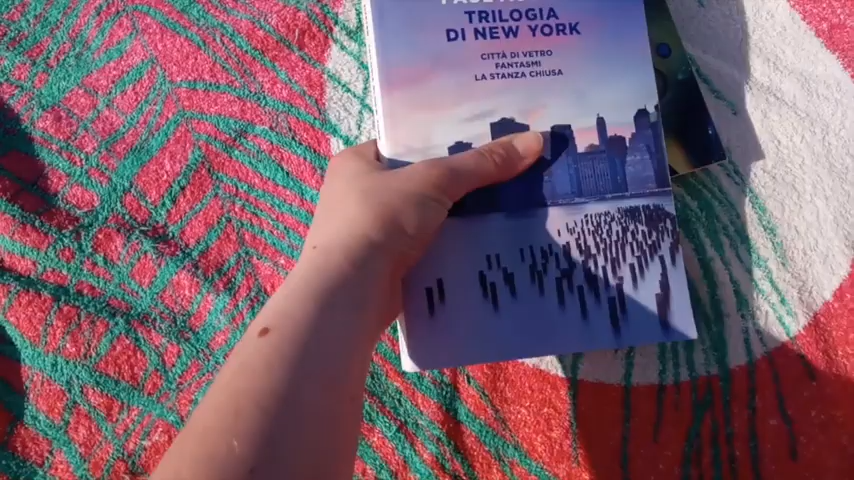 TRILOGIA
DI NEW YORK
CITTÀ DI VETRO
FANTASMI
LA STANZA CHIUSA